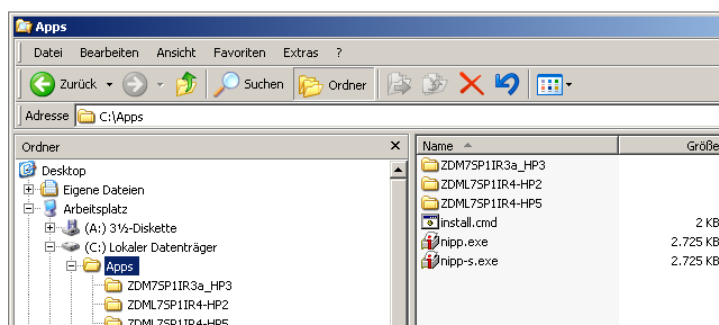 Apps
Datei Bearbeiten Ansicht Favoriten Extras ?
Zurück Suchen Ordner
Adresse C:\Apps
Ordner
Desktop
Eigene Dateien
Arbeitsplatz
(A:) 3½-Diskette
(C:) Lokaler Datenträger
Apps
ZDM7SP1IR3a_HP3
ZDML7SP1IR4-HP2
ZDML7SP1IR4-HP5
Name Größe
ZDM7SP1IR3a_HP3
ZDML7SP1IR4-HP2
ZDML7SP1IR4-HP5
install.cmd 2 KB
nipp.exe 2.725 KB
nipp-s.exe 2.725 KB